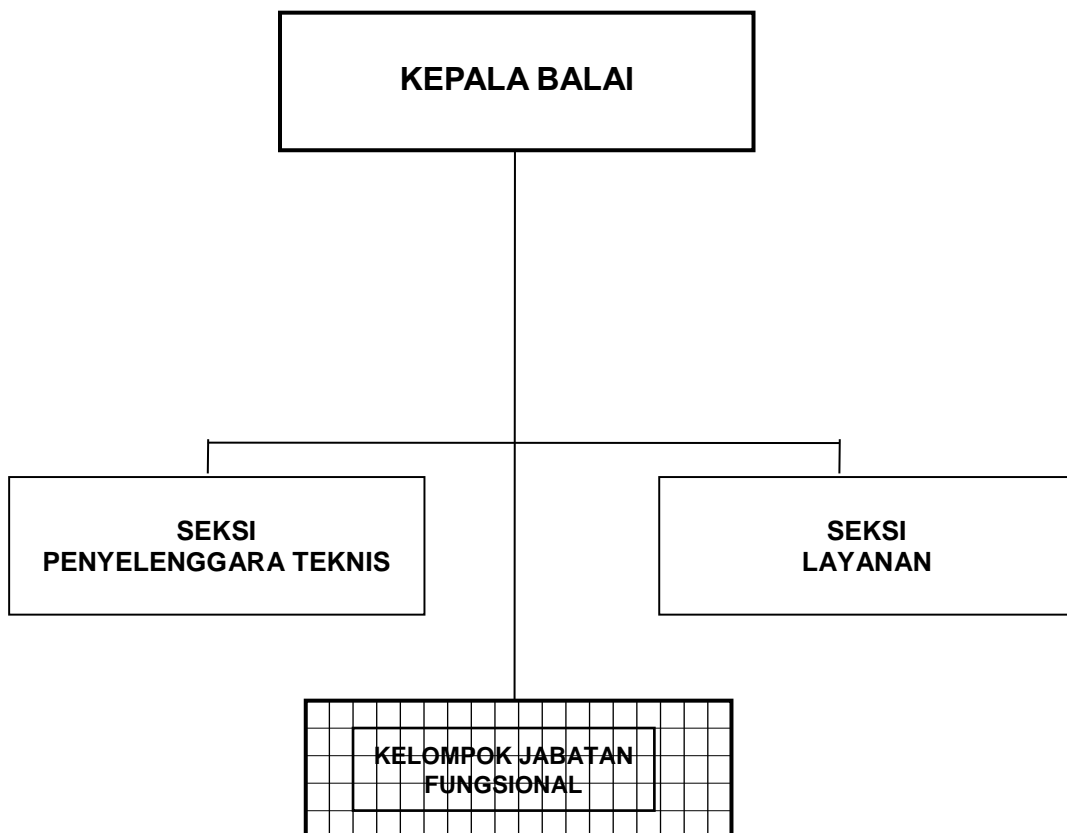 KEPALA BALAI
SEKSI
PENYELENGGARA TEKNIS
SEKSI
LAYANAN
KELOMPOK JABATAN
FUNGSIONAL